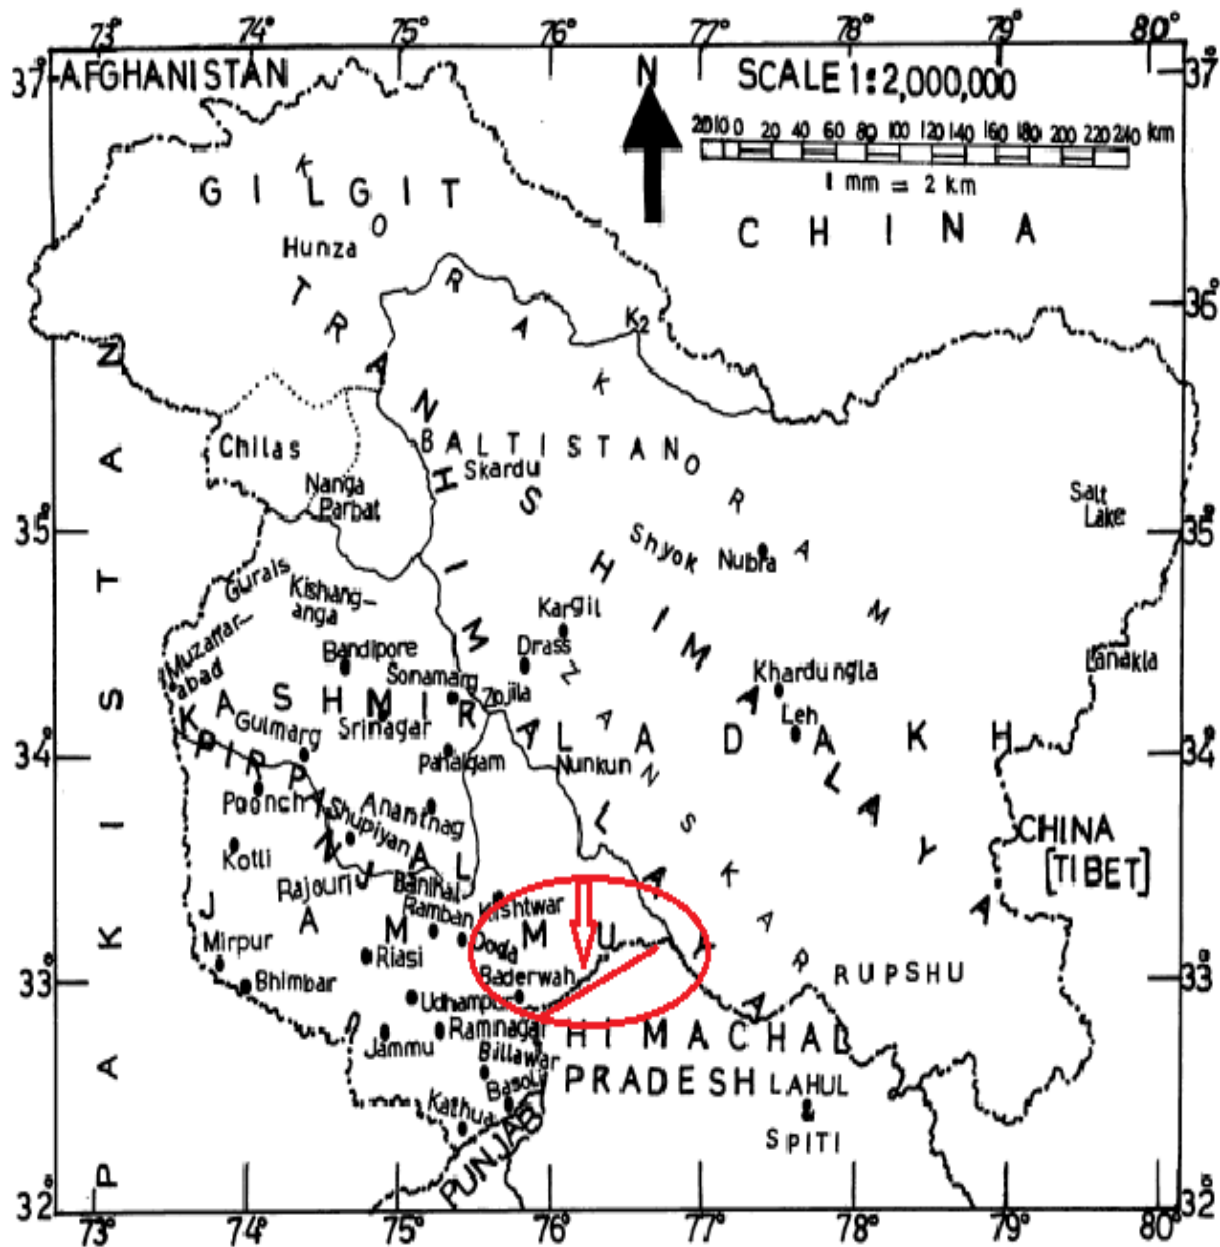 73° 74° 75° 76° 77° 78° 79° 80°
37° AFGHANISTAN N SCALE 1:2,000,000 37°
20 10 0 20 40 60 80 100 120 140 160 180 200 220 240 km
1 mm = 2 km
GILGIT
CHINA
Hunza
36° 36°
K2
TRANS HIMALAYA
KARAKORAM
BALTISTAN
Skardu
Chilas
Nanga
Parbat
Salt
Lake
35° 35°
Shyok
Nubra
Gurais
Kishang-
anga
Kargil
Muzaffar-
abad
Bandipore
Drass
Sonamarg
Zojila
Khardungla
Lanakla
KASHMIR
Gulmarg
Srinagar
Leh
LADAKH
34° 34°
Pahalgam
Nunkun
PIR PANJAL
HIMALAYA
ZANSKAR
Poonch
Anantnag
Shupiyan
Kotli
CHINA
[TIBET]
Rajouri
Banihal
Ramban
Kishtwar
JAMMU
Mirpur
Riasi
Doda
RUPSHU
33° 33°
Bhimbar
Baderwah
Udhampur
Ramnagar
Jammu
HIMACHAL
PRADESH
Billawar
Basoli
LAHUL
&
SPITI
Kathua
PUNJAB
PAKISTAN
32° 32°
73° 74° 75° 76° 77° 78° 79° 80°